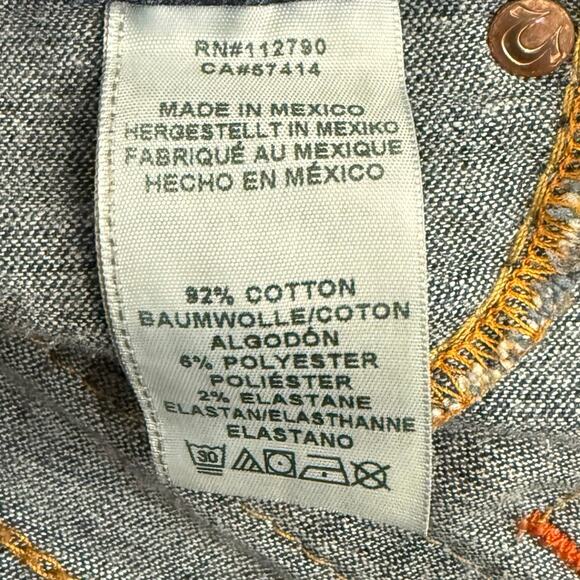 RN#112790
CA#57414
MADE IN MEXICO
HERGESTELLT IN MEXIKO
FABRIQUÉ AU MEXIQUE
HECHO EN MÉXICO
92% COTTON
BAUMWOLLE/COTON
ALGODÓN
6% POLYESTER
POLIÉSTER
2% ELASTANE
ELASTAN/ELASTHANNE
ELASTANO
30